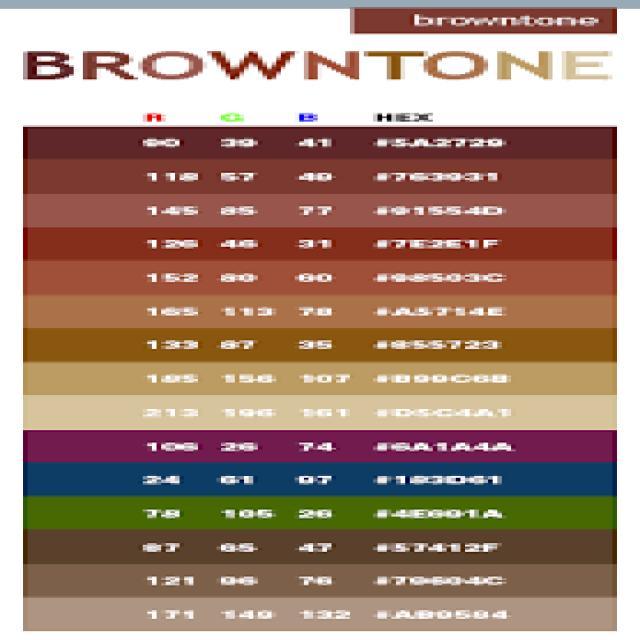 browntone
BROWNTONE
R G B HEX
90 39 41 #5A2729
118 57 49 #763931
145 85 77 #91554D
126 46 31 #7E2E1F
152 80 60 #98503C
165 113 78 #A5714E
133 87 35 #855723
185 156 107 #B99C6B
213 196 161 #D5C4A1
106 26 74 #6A1A4A
24 61 97 #183D61
78 105 26 #4E691A
87 65 47 #57412F
121 96 76 #79604C
171 149 132 #AB9584